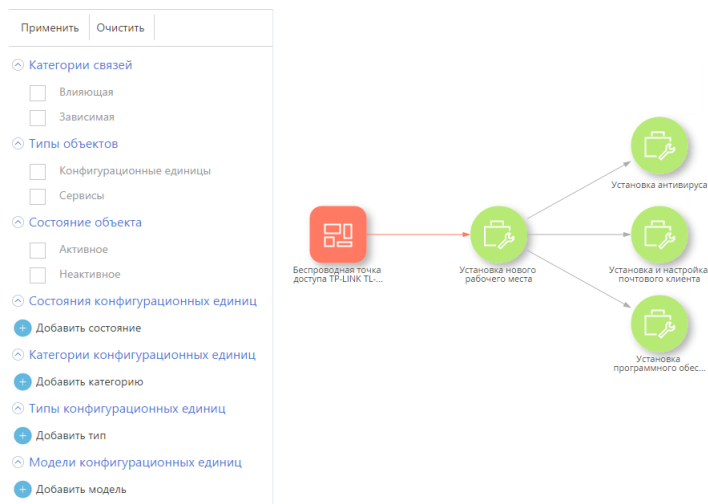 Применить
Очистить
Категории связей
Влияющая
Зависимая
Типы объектов
Конфигурационные единицы
Сервисы
Состояние объекта
Активное
Неактивное
Состояния конфигурационных единиц
Добавить состояние
Категории конфигурационных единиц
Добавить категорию
Типы конфигурационных единиц
Добавить тип
Модели конфигурационных единиц
Добавить модель
Беспроводная точка
доступа TP-LINK TL-...
Установка нового
рабочего места
Установка антивируса
Установка и настройка
почтового клиента
Установка
программного обес...